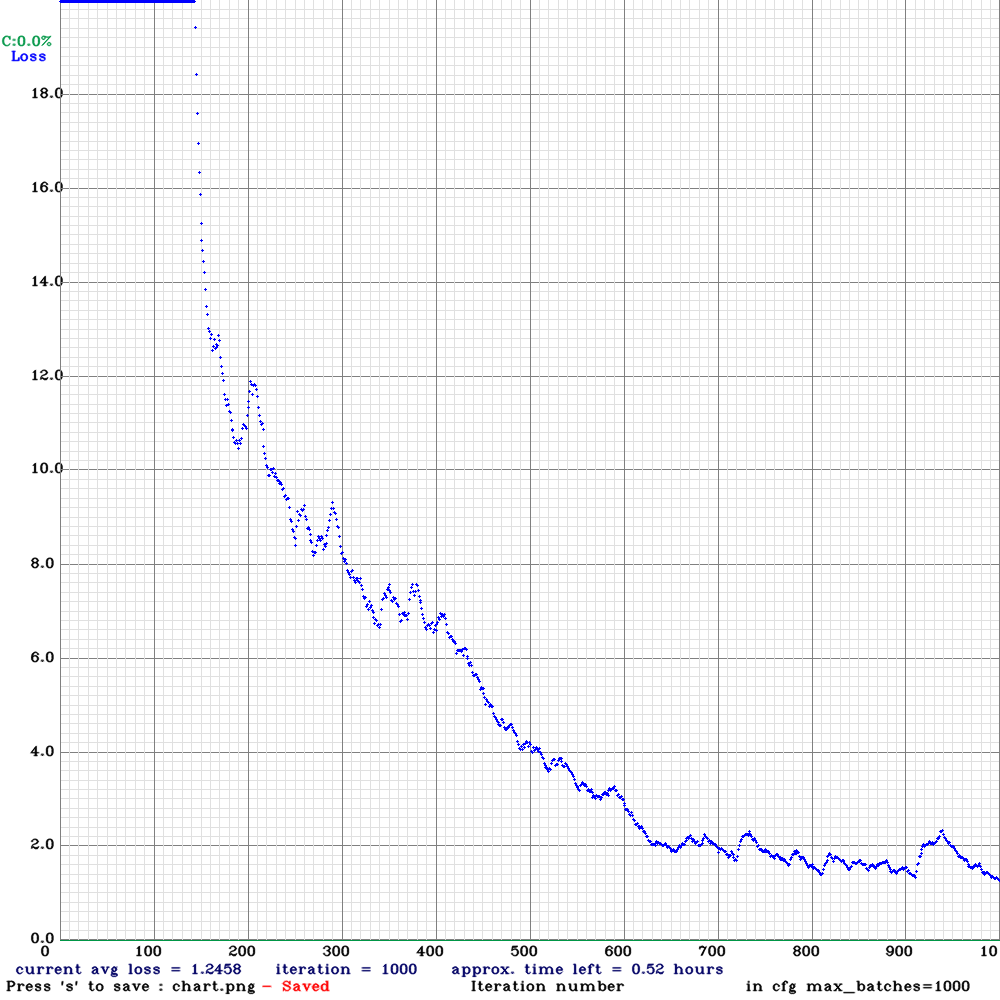 C:0.0%
Loss
18.0
16.0
14.0
12.0
10.0
8.0
6.0
4.0
2.0
0.0
0 100 200 300 400 500 600 700 800 900 10
current avg loss = 1.2458 iteration = 1000 approx. time left = 0.52 hours
Press 's' to save : chart.png - Saved Iteration number in cfg max_batches=1000